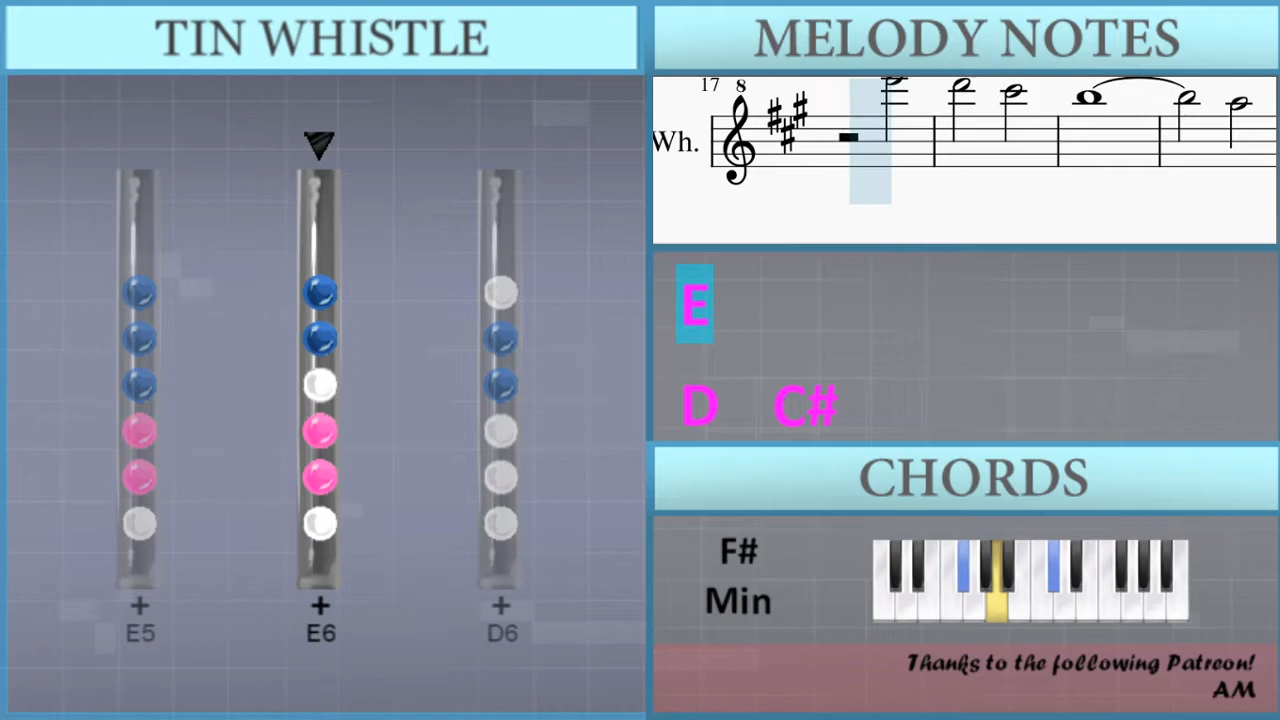 TIN WHISTLE
+
E5
+
E6
+
D6
MELODY NOTES
17
8
Wh.
E
D C#
CHORDS
F#
Min
Thanks to the following Patreon!
AM